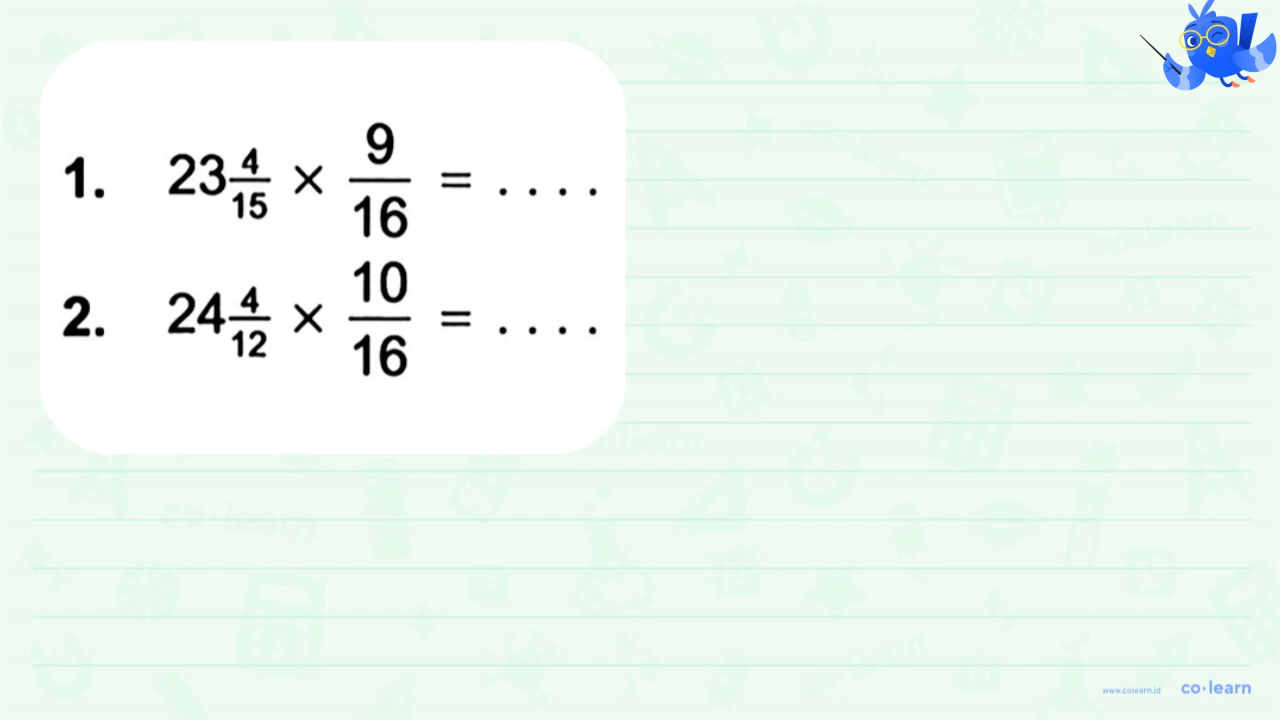 1. 23 4/15 × 9/16 = . . . .
2. 24 4/12 × 10/16 = . . . .
www.colearn.id co·learn